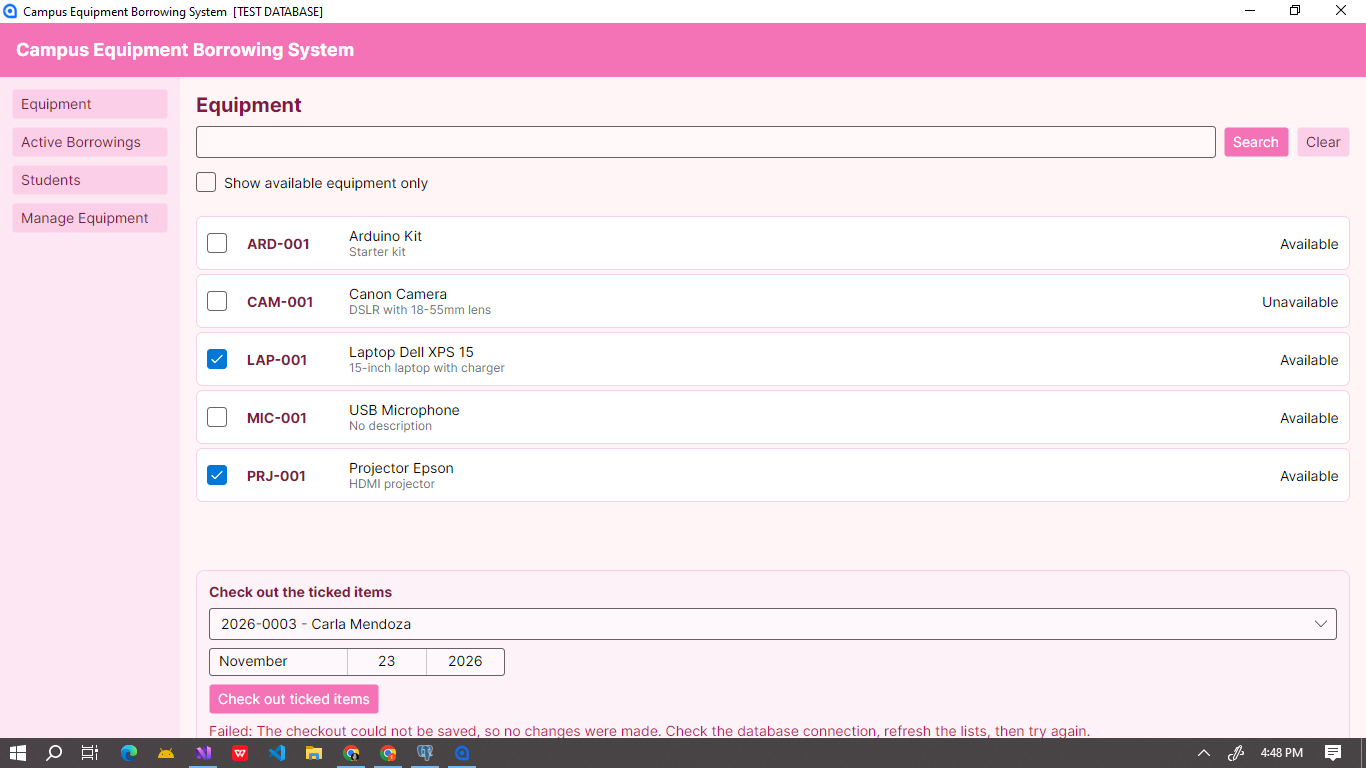 Campus Equipment Borrowing System [TEST DATABASE]
Campus Equipment Borrowing System
Equipment
Active Borrowings
Students
Manage Equipment
Equipment
Search
Clear
Show available equipment only
ARD-001
Arduino Kit
Starter kit
Available
CAM-001
Canon Camera
DSLR with 18-55mm lens
Unavailable
LAP-001
Laptop Dell XPS 15
15-inch laptop with charger
Available
MIC-001
USB Microphone
No description
Available
PRJ-001
Projector Epson
HDMI projector
Available
Check out the ticked items
2026-0003 - Carla Mendoza
November 23 2026
Check out ticked items
Failed: The checkout could not be saved, so no changes were made. Check the database connection, refresh the lists, then try again.
4:48 PM